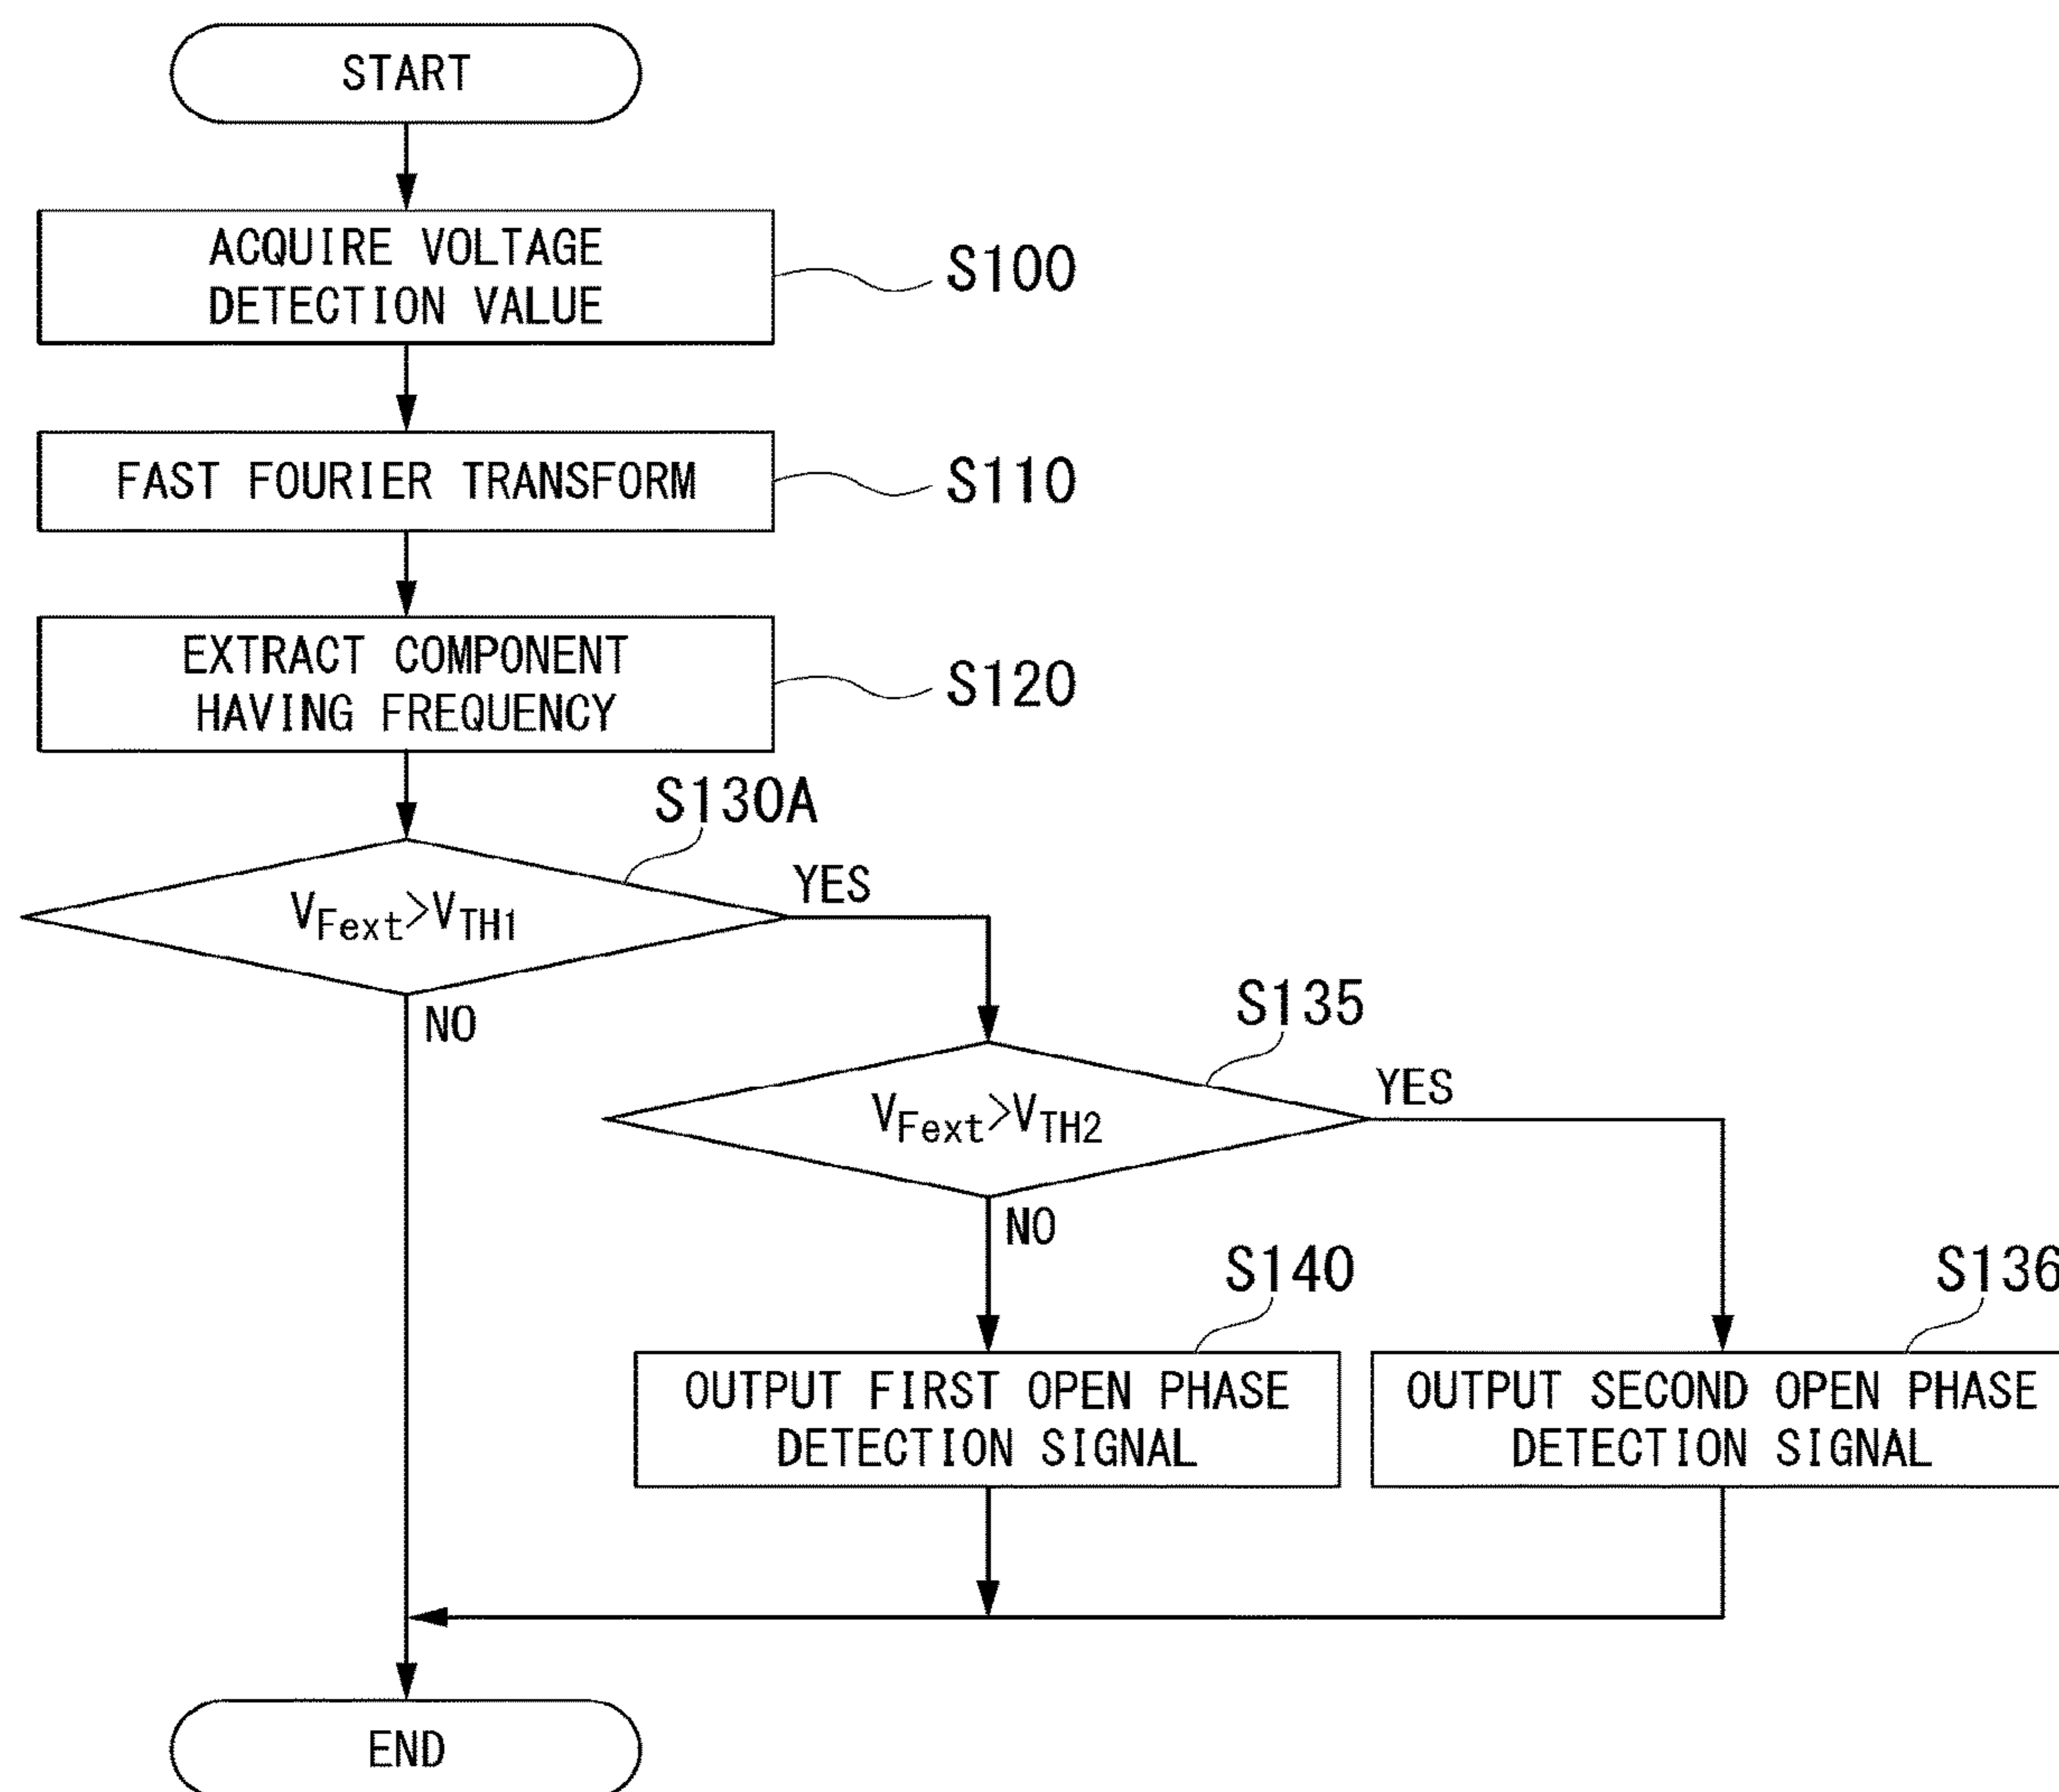 START
ACQUIRE VOLTAGE
DETECTION VALUE
S100
FAST FOURIER TRANSFORM
S110
EXTRACT COMPONENT
HAVING FREQUENCY
S120
S130A
VFext>VTH1
YES
NO
S135
VFext>VTH2
YES
NO
S140
S136
OUTPUT FIRST OPEN PHASE
DETECTION SIGNAL
OUTPUT SECOND OPEN PHASE
DETECTION SIGNAL
END